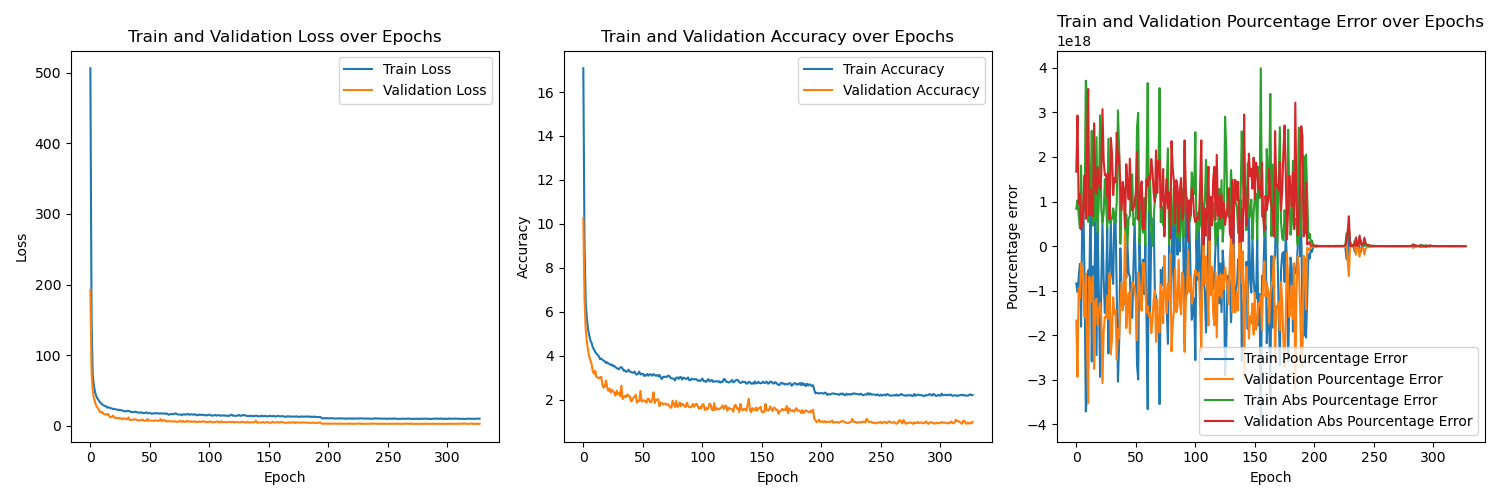 Train and Validation Loss over Epochs
Loss
500
400
300
200
100
0
0 50 100 150 200 250 300
Epoch
Train Loss
Validation Loss
Train and Validation Accuracy over Epochs
Accuracy
16
14
12
10
8
6
4
2
0 50 100 150 200 250 300
Epoch
Train Accuracy
Validation Accuracy
Train and Validation Pourcentage Error over Epochs
1e18
Pourcentage error
4
3
2
1
0
−1
−2
−3
−4
0 50 100 150 200 250 300
Epoch
Train Pourcentage Error
Validation Pourcentage Error
Train Abs Pourcentage Error
Validation Abs Pourcentage Error